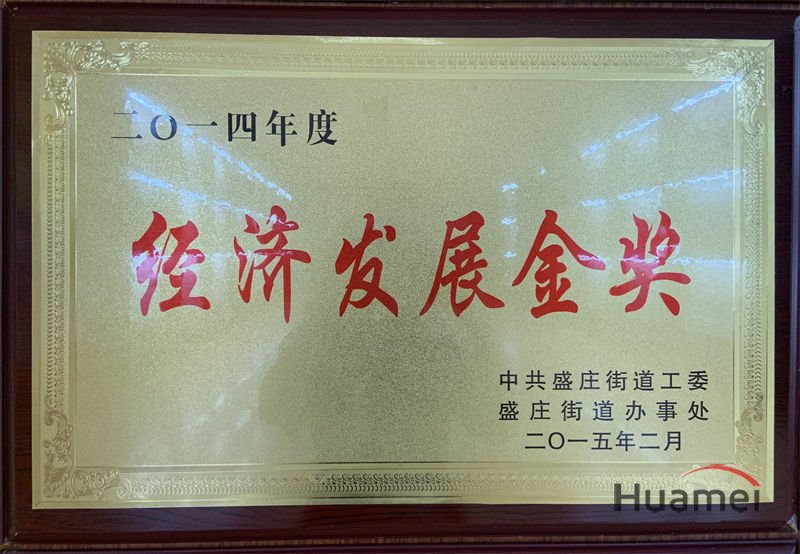 二〇一四年度
经济发展金奖
中共盛庄街道工委
盛庄街道办事处
二〇一五年二月
Huamei